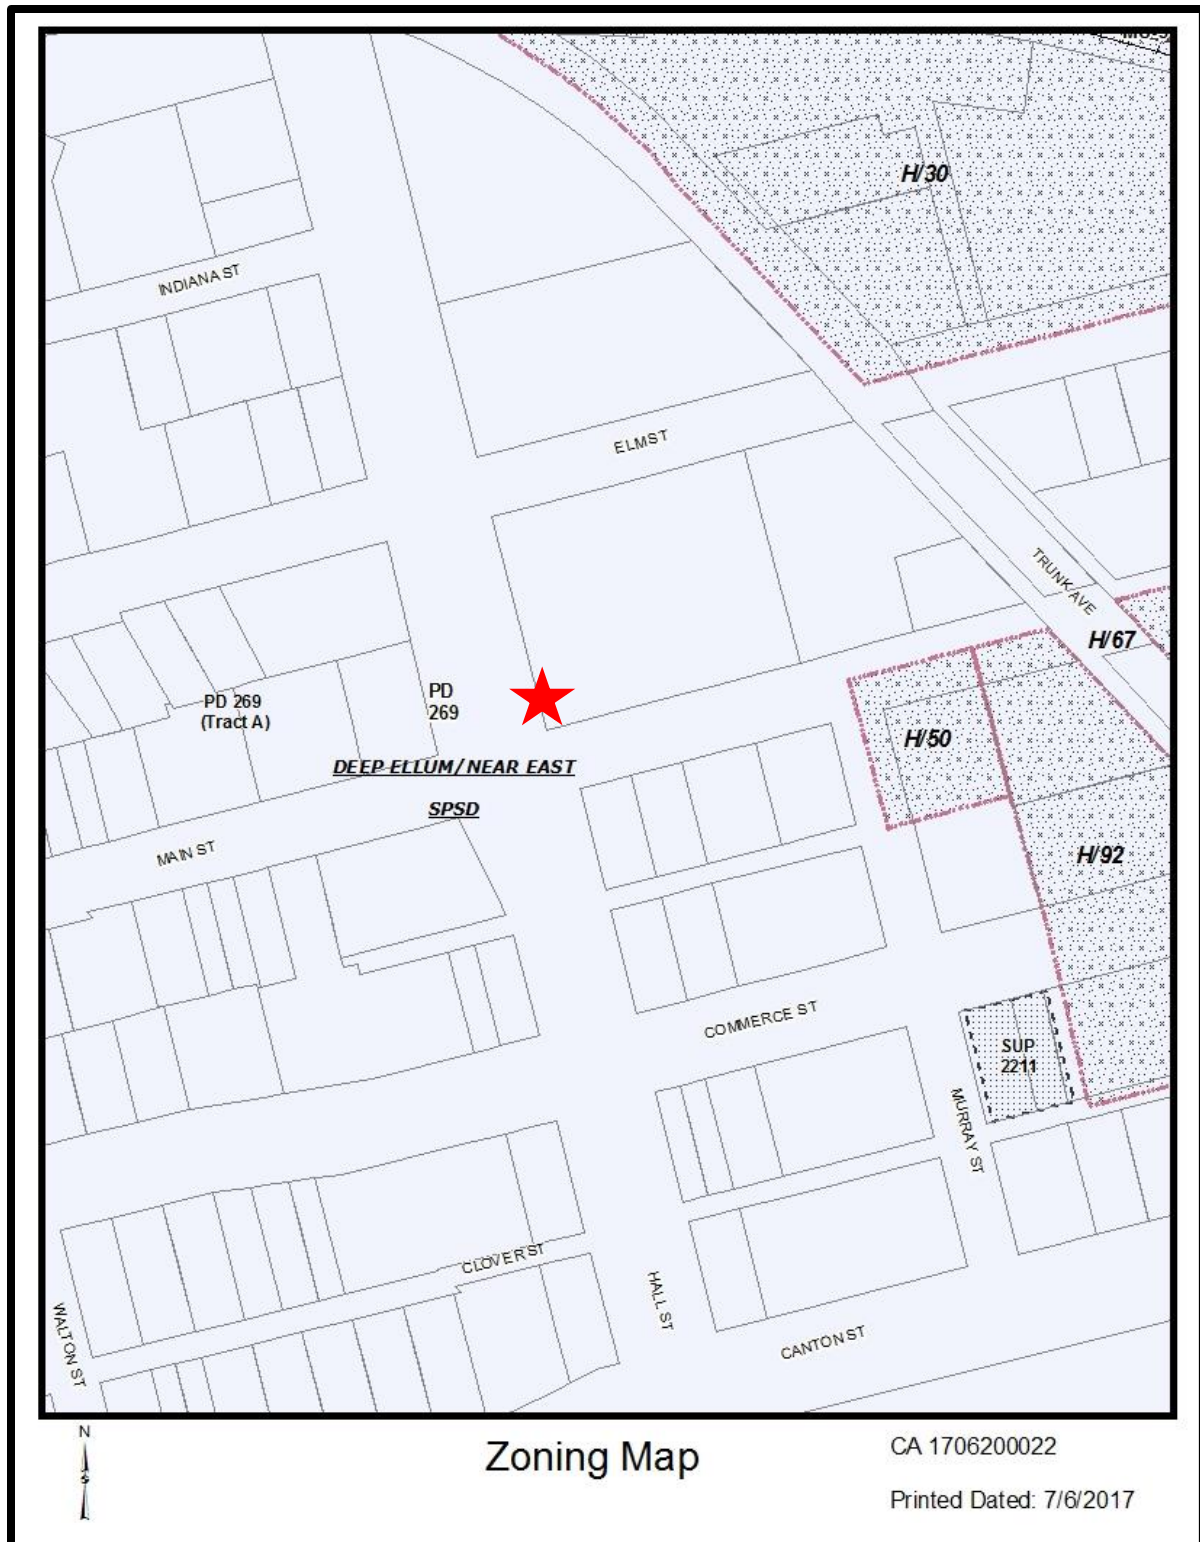 H/30
INDIANA ST
ELM ST
TRUNK AVE
H/67
PD 269
(Tract A)
PD
269
H/50
DEEP ELLUM/NEAR EAST
SPSD
MAIN ST
H/92
COMMERCE ST
SUP
2211
MURRAY ST
CLOVER ST
HALL ST
WALTON ST
CANTON ST
N
S
Zoning Map
CA 1706200022
Printed Dated: 7/6/2017